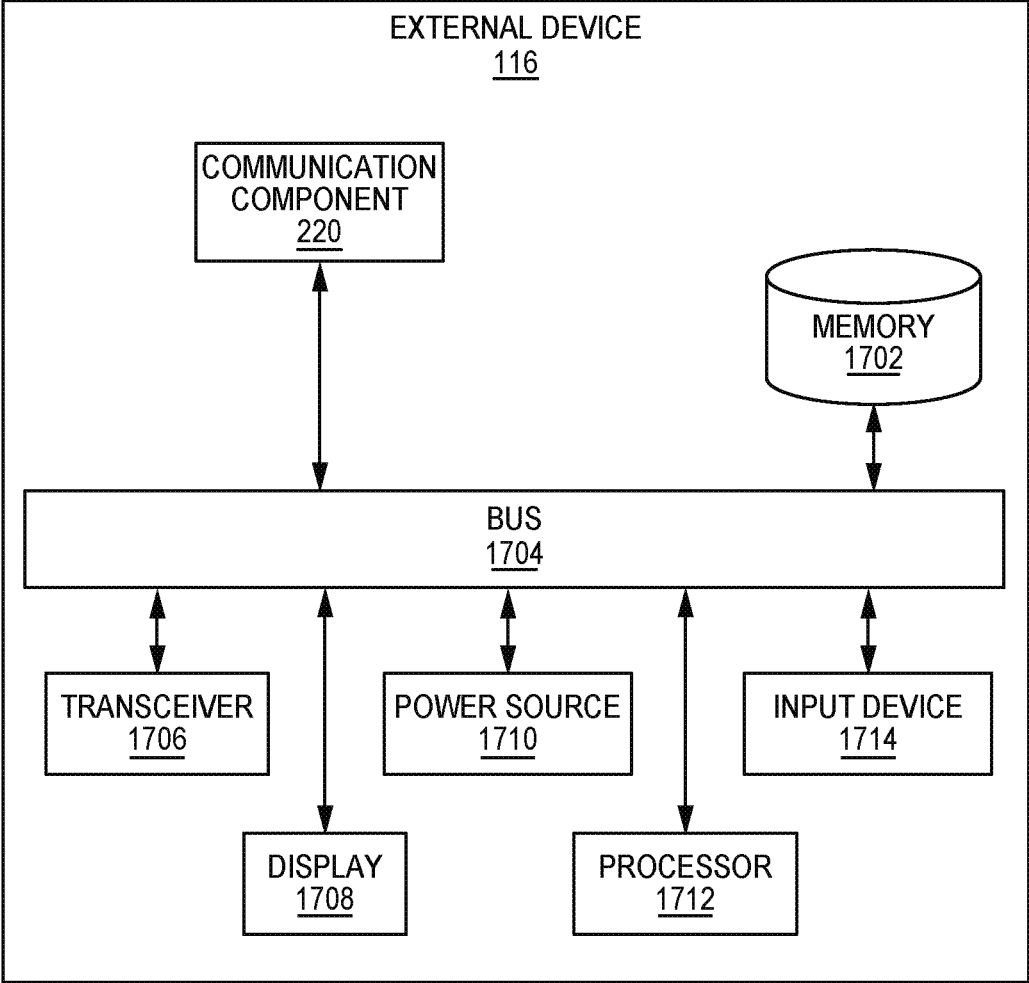 EXTERNAL DEVICE
116
COMMUNICATION
COMPONENT
220
MEMORY
1702
BUS
1704
TRANSCEIVER
1706
POWER SOURCE
1710
INPUT DEVICE
1714
DISPLAY
1708
PROCESSOR
1712